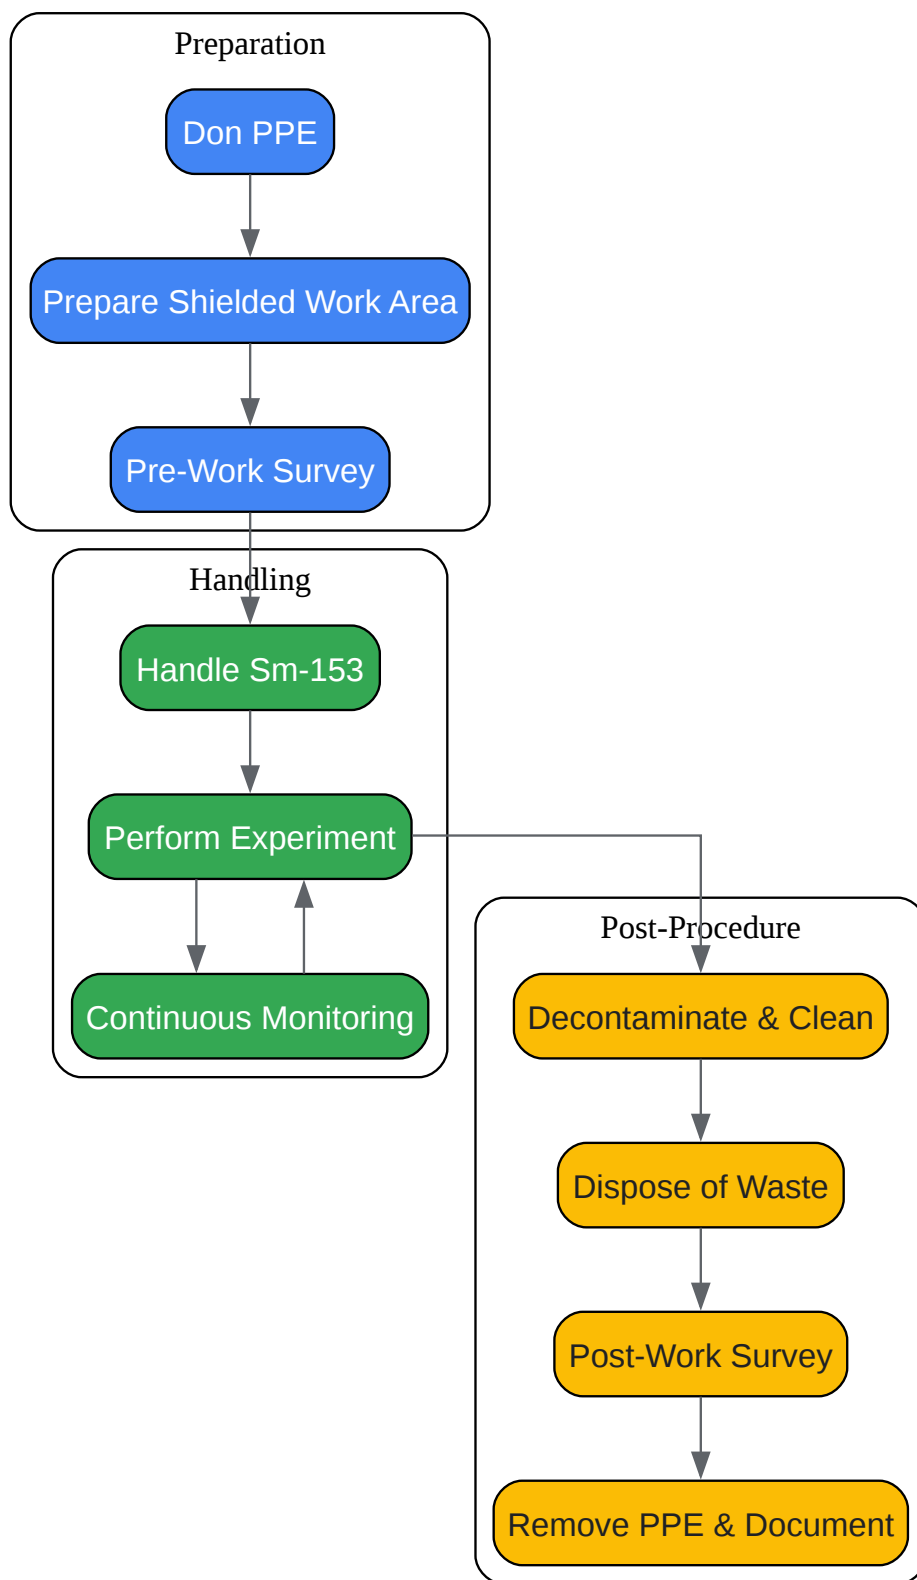 Preparation
Don PPE
Prepare Shielded Work Area
Pre-Work Survey
Handling
Handle Sm-153
Perform Experiment
Continuous Monitoring
Post-Procedure
Decontaminate & Clean
Dispose of Waste
Post-Work Survey
Remove PPE & Document